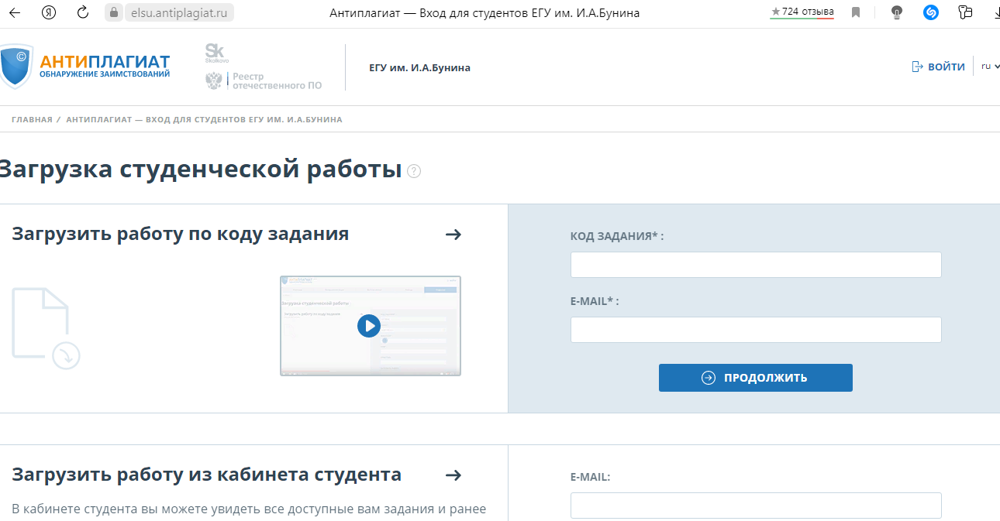 elsu.antiplagiat.ru
Антиплагиат — Вход для студентов ЕГУ им. И.А.Бунина
724 отзыва
АНТИПЛАГИАТ
ОБНАРУЖЕНИЕ ЗАИМСТВОВАНИЙ
Sk
Skolkovo
Реестр
отечественного ПО
ЕГУ им. И.А.Бунина
ВОЙТИ
ru
ГЛАВНАЯ / АНТИПЛАГИАТ — ВХОД ДЛЯ СТУДЕНТОВ ЕГУ ИМ. И.А.БУНИНА
Загрузка студенческой работы ?
Загрузить работу по коду задания
КОД ЗАДАНИЯ* :
E-MAIL* :
ПРОДОЛЖИТЬ
Загрузить работу из кабинета студента
E-MAIL:
В кабинете студента вы можете увидеть все доступные вам задания и ранее